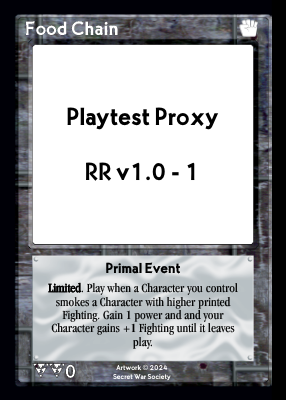 Food Chain
Playtest Proxy
RR v1.0 - 1
Primal Event
Limited. Play when a Character you control
smokes a Character with higher printed
Fighting. Gain 1 power and and your
Character gains +1 Fighting until it leaves
play.
0
Artwork © 2024
Secret War Society